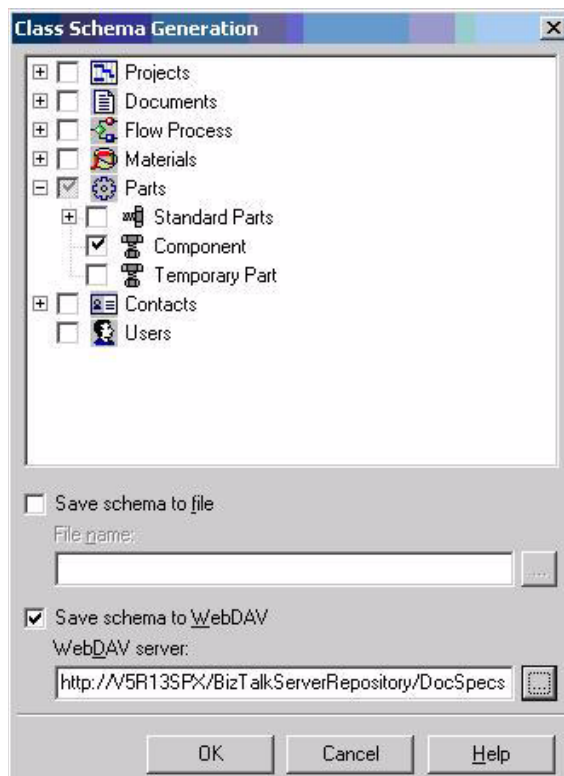 Class Schema Generation
Projects
Documents
Flow Process
Materials
Parts
Standard Parts
Component
Temporary Part
Contacts
Users
Save schema to file
File name:
...
Save schema to WebDAV
WebDAV server:
http://V5R13SPX/BizTalkServerRepository/DocSpecs
...
OK
Cancel
Help